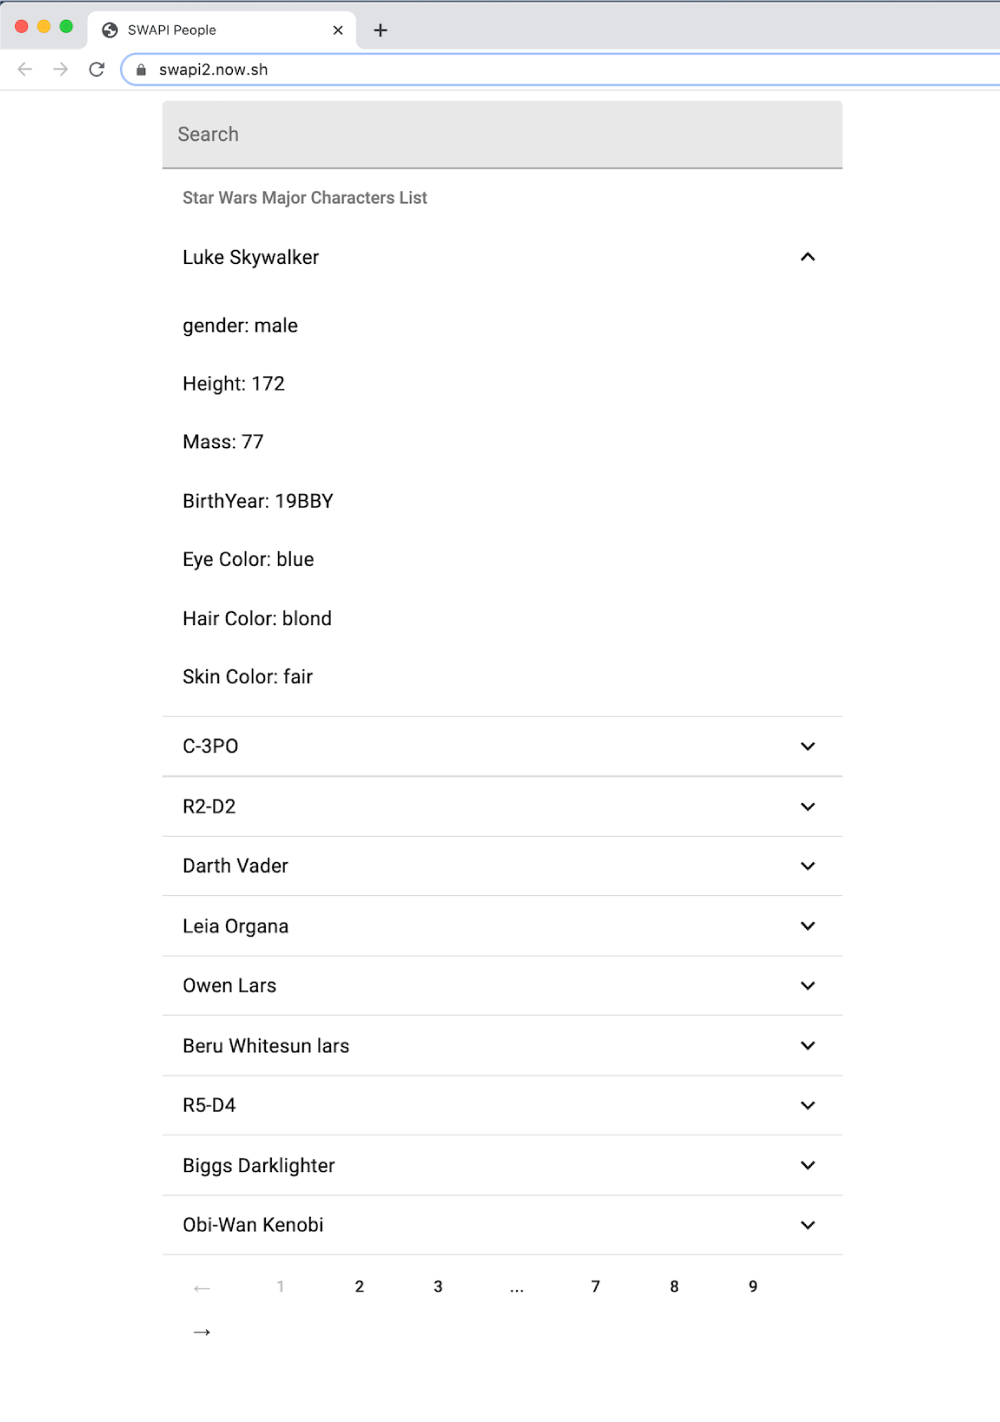 SWAPI People
swapi2.now.sh
Search
Star Wars Major Characters List
Luke Skywalker
gender: male
Height: 172
Mass: 77
BirthYear: 19BBY
Eye Color: blue
Hair Color: blond
Skin Color: fair
C-3PO
R2-D2
Darth Vader
Leia Organa
Owen Lars
Beru Whitesun lars
R5-D4
Biggs Darklighter
Obi-Wan Kenobi
← 1 2 3 ... 7 8 9
→